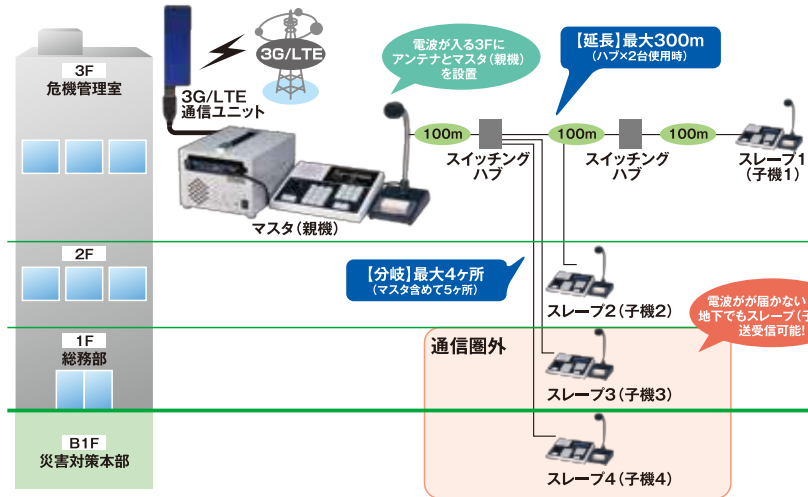 3F
危機管理室
3G/LTE
通信ユニット
3G/LTE
電波が入る3Fに
アンテナとマスタ(親機)
を設置
【延長】最大300m
(ハブ×2台使用時)
100m
100m
100m
スイッチング
ハブ
スイッチング
ハブ
スレーブ1
(子機1)
マスタ(親機)
2F
【分岐】最大4ヶ所
(マスタ含めて5ヶ所)
スレーブ2(子機2)
電波がが届かない
地下でもスレーブ(子
送受信可能!
1F
総務部
通信圏外
スレーブ3(子機3)
B1F
災害対策本部
スレーブ4(子機4)